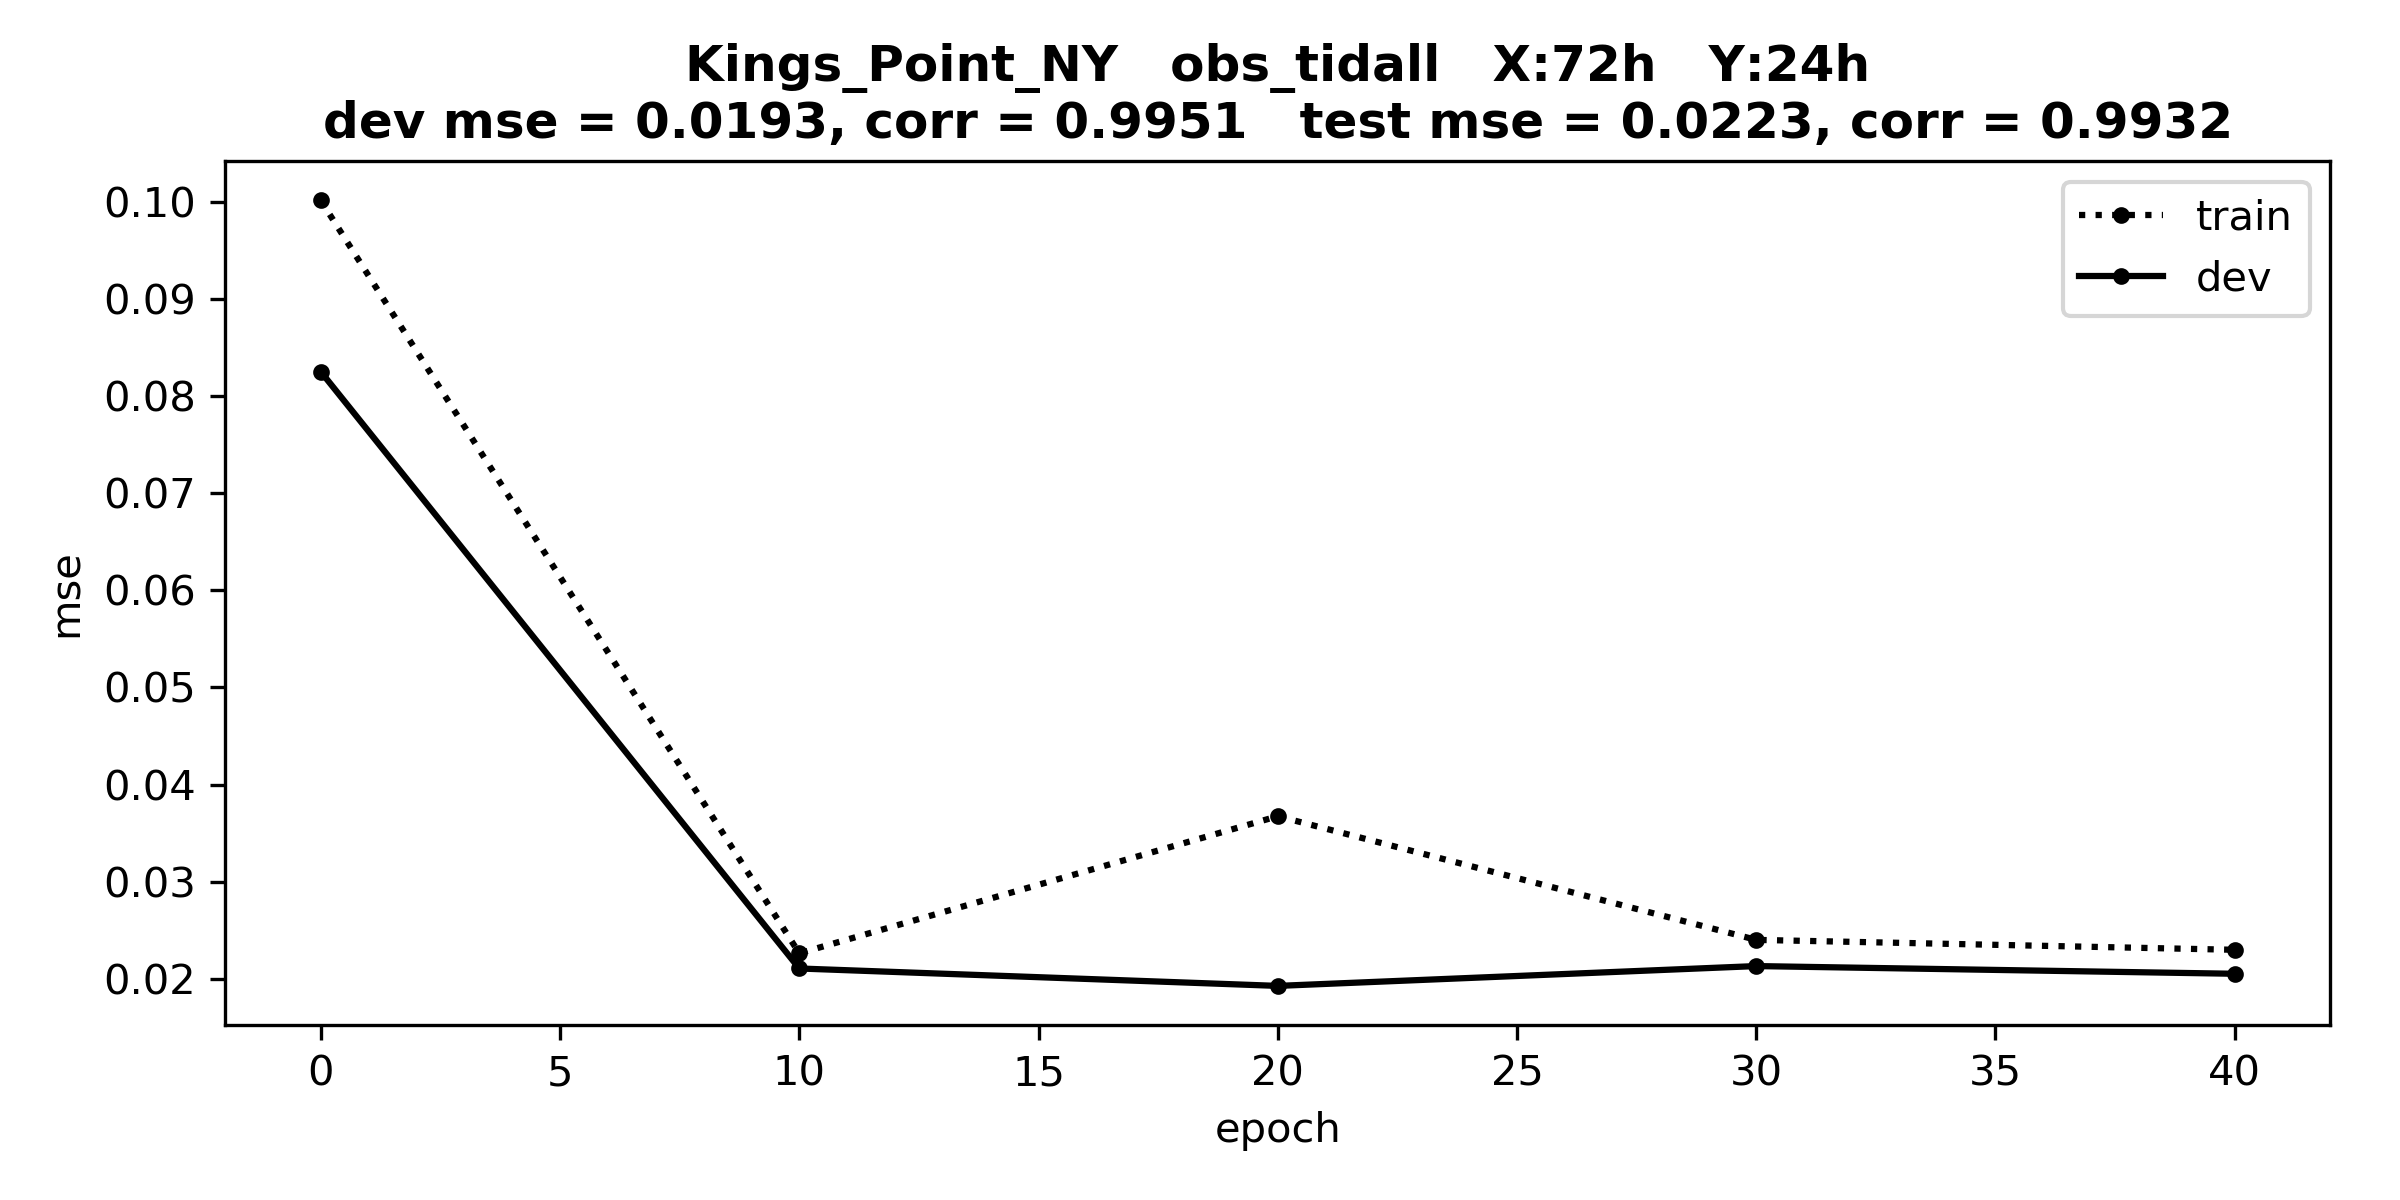 Kings_Point_NY   obs_tidall   X:72h   Y:24h
dev mse = 0.0193, corr = 0.9951   test mse = 0.0223, corr = 0.9932
train
dev
mse
0.10
0.09
0.08
0.07
0.06
0.05
0.04
0.03
0.02
0 5 10 15 20 25 30 35 40
epoch